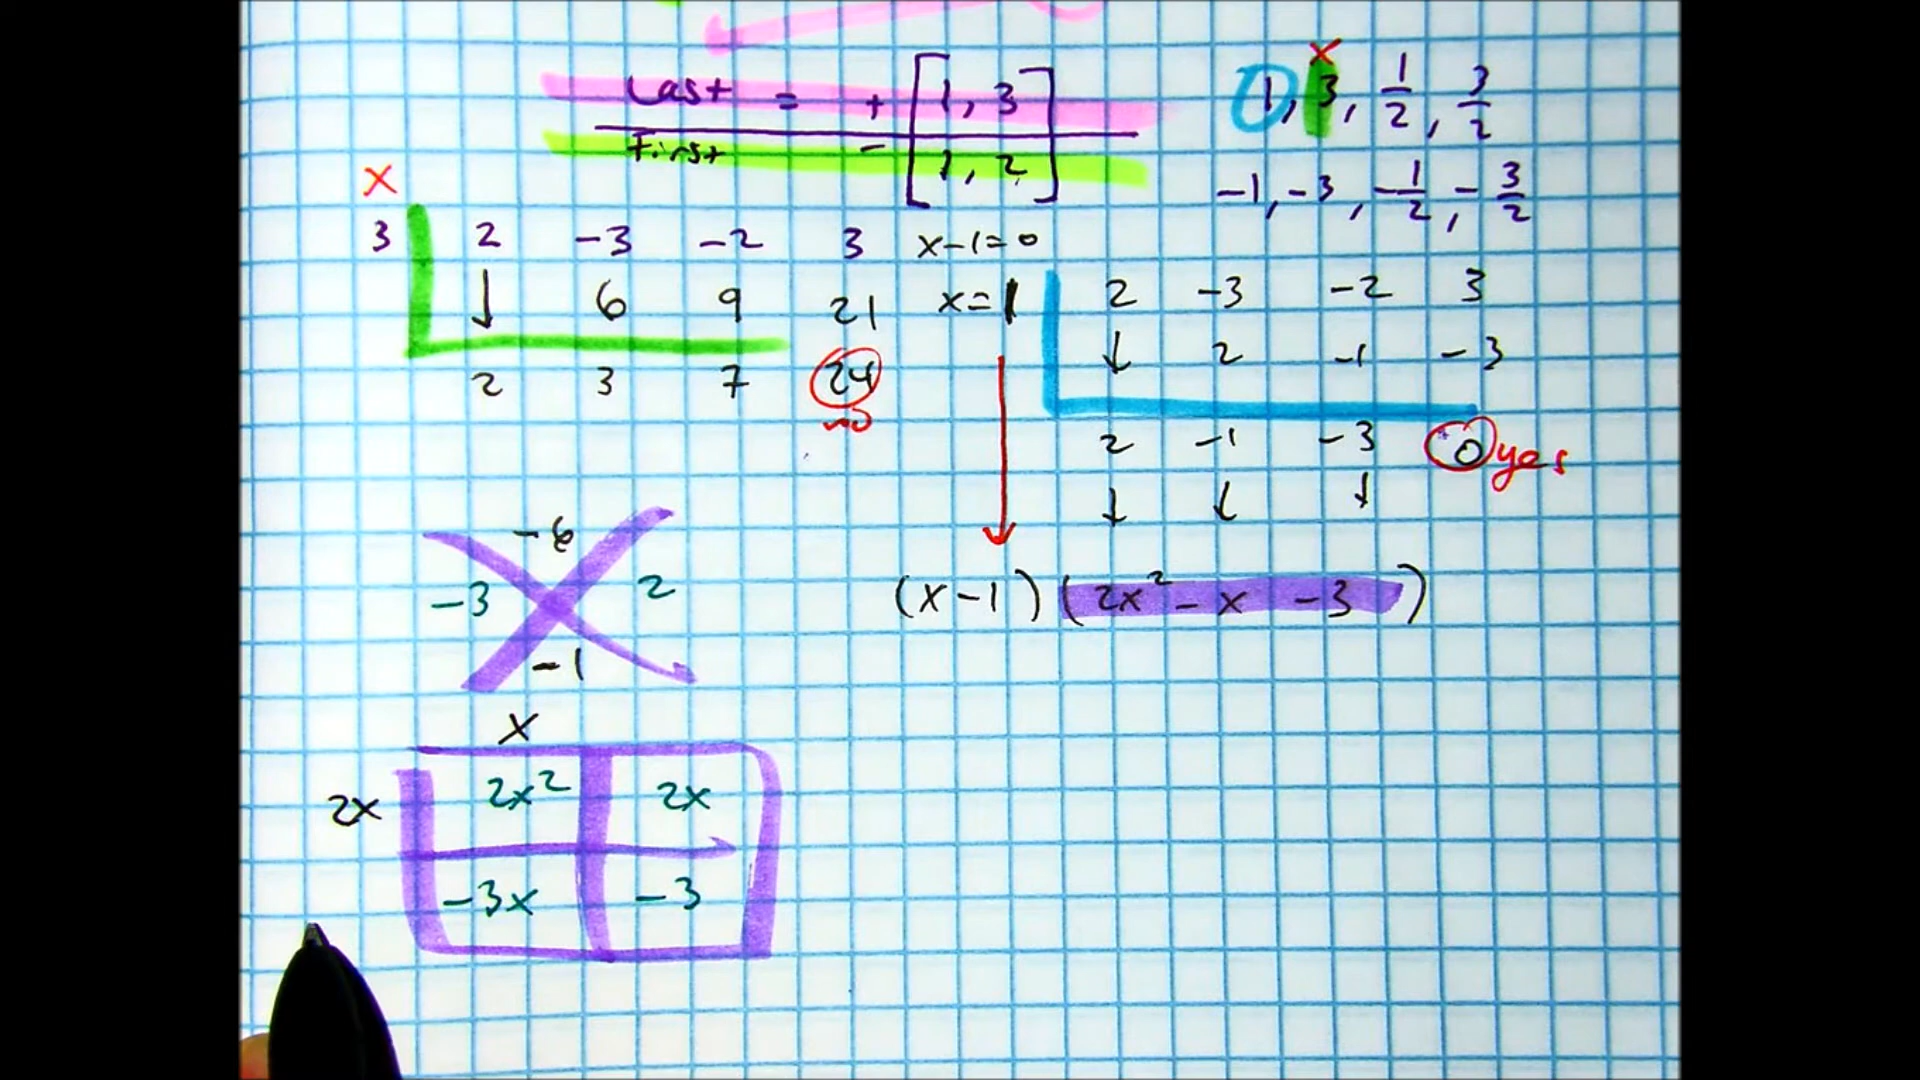 Last = + [1, 3]
First - [1, 2]
1, 3, 1/2, 3/2
x
-1, -3, -1/2, -3/2
x
3 2 -3 -2 3
↓ 6 9 21
2 3 7 24
no
x-1=0
x=1 2 -3 -2 3
↓ 2 -1 -3
2 -1 -3 0 yes
↓ ↓ ↓
(x-1)(2x² - x -3)
-6
-3 2
-1
x
2x 2x² 2x
-3x -3